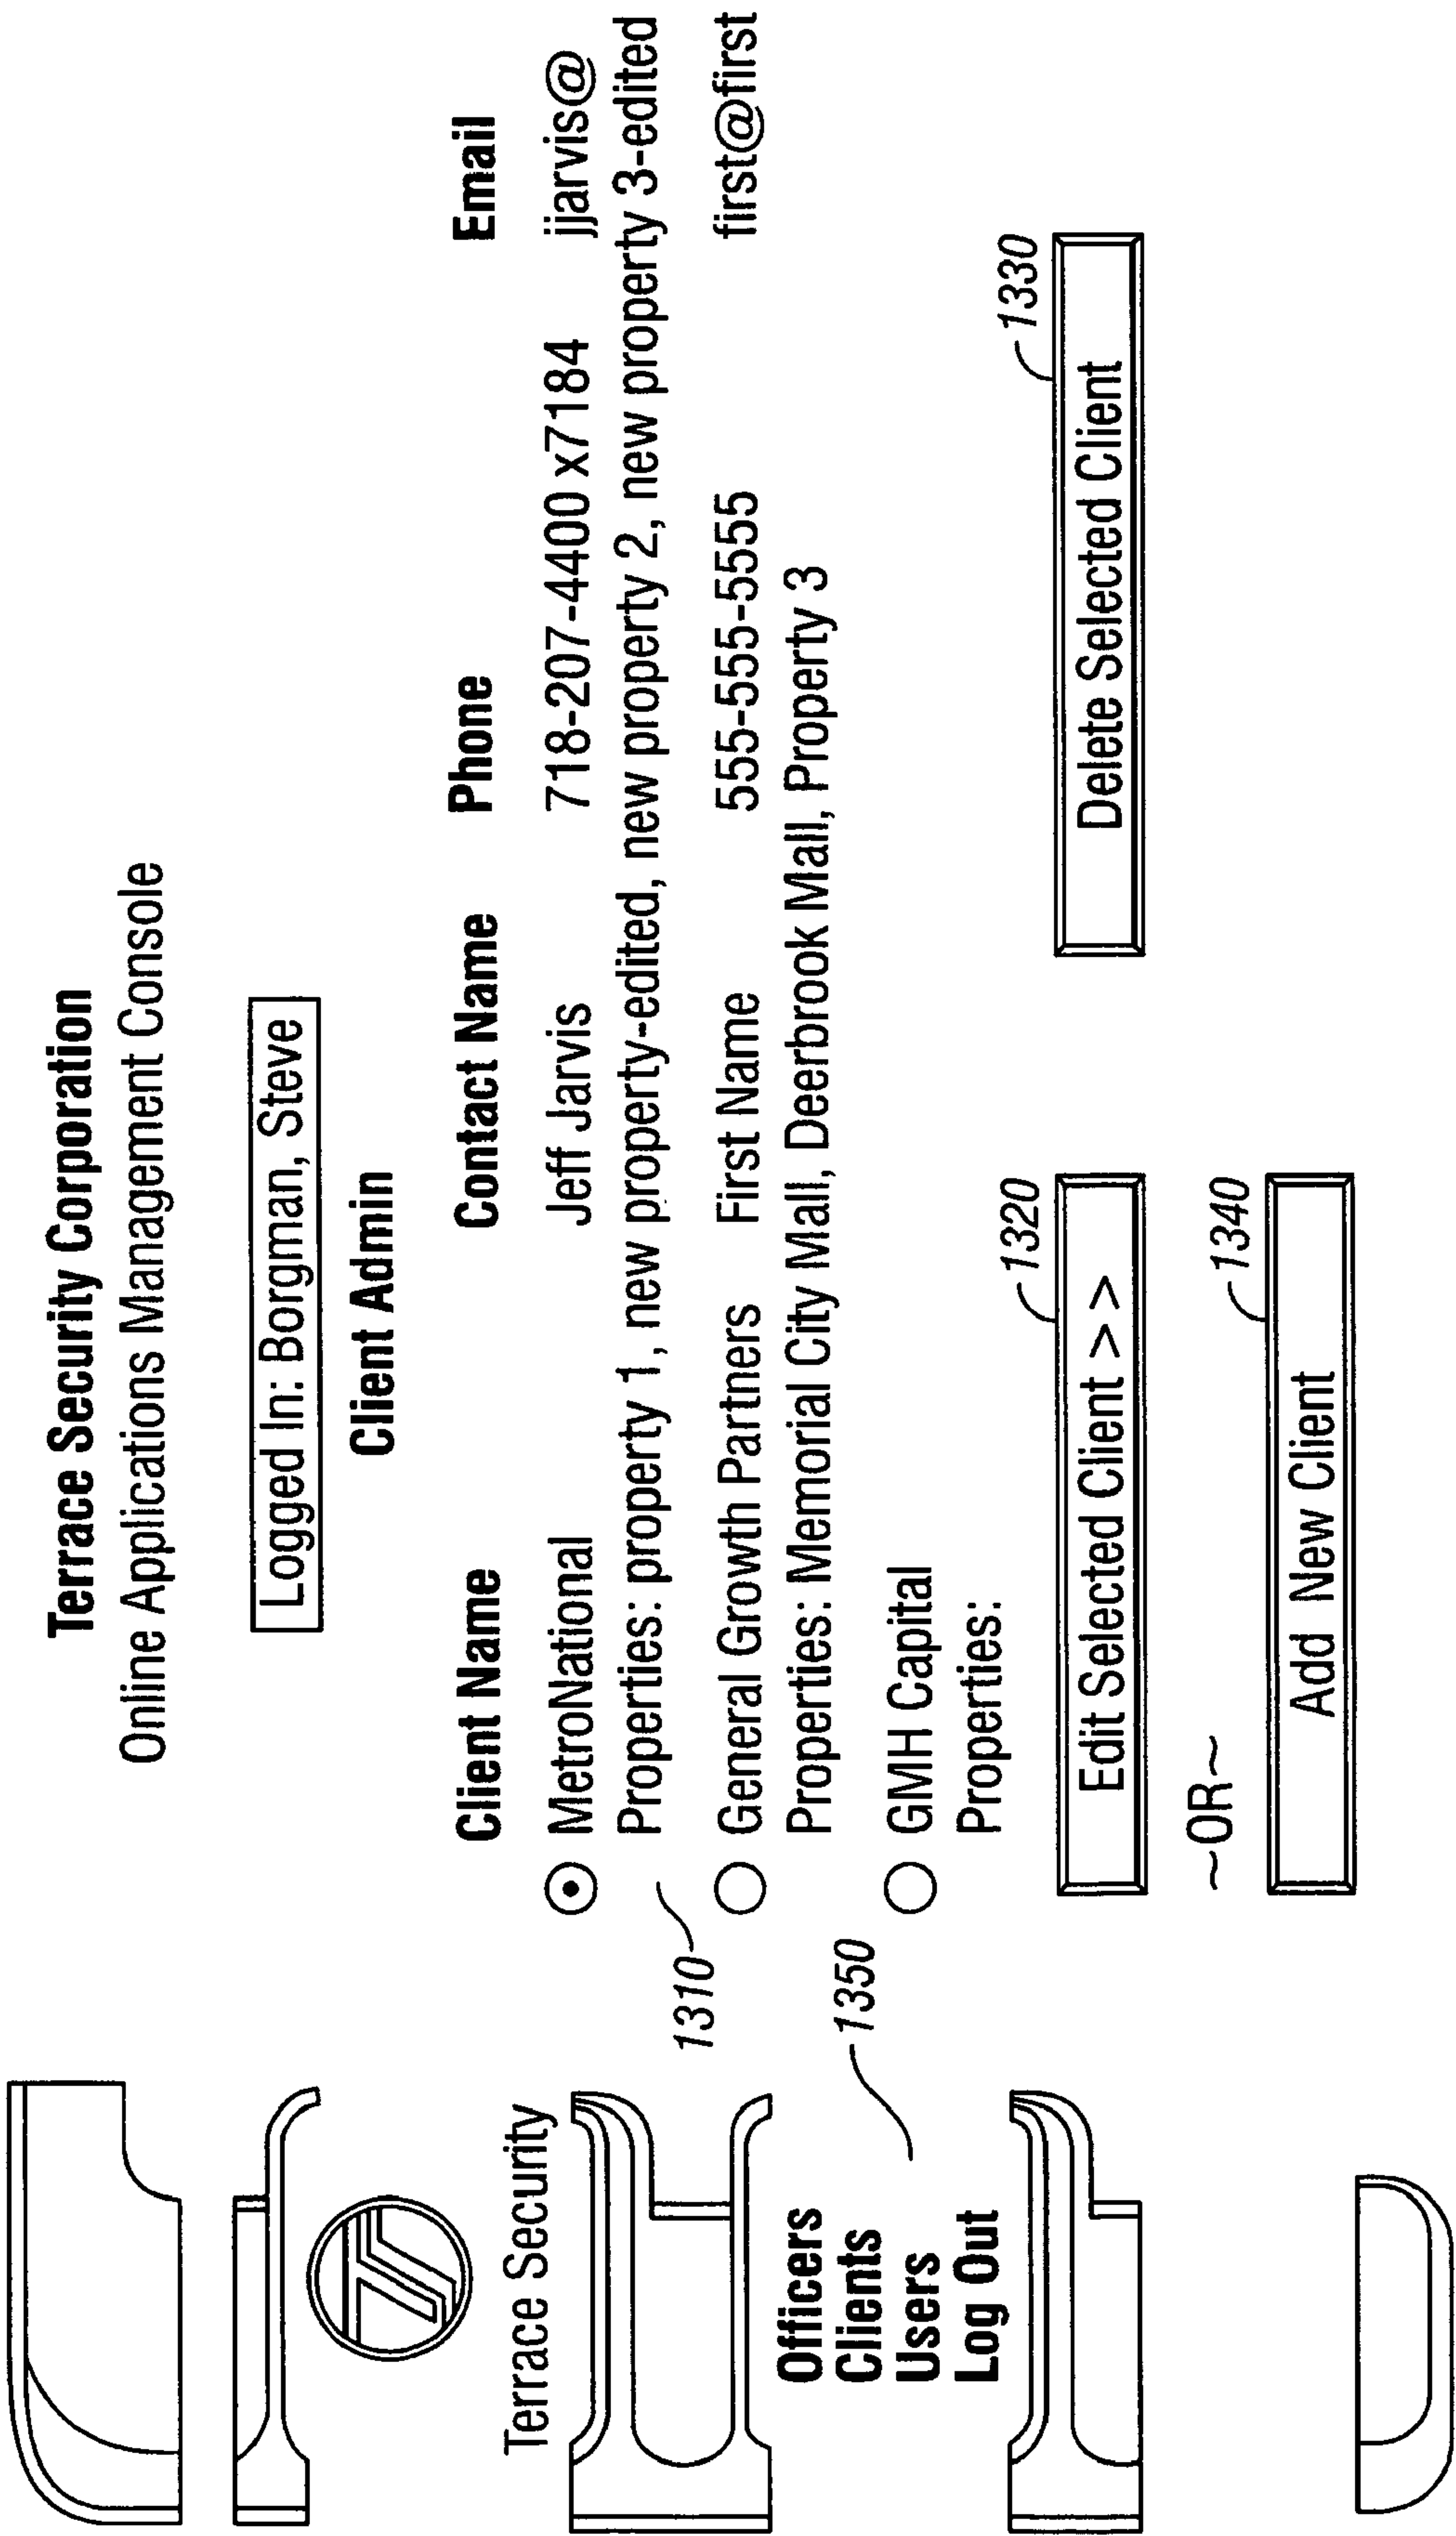 Terrace Security Corporation
Online Applications Management Console
Logged In: Borgman, Steve
Client Admin
Client Name Contact Name Phone Email
MetroNational Jeff Jarvis 718-207-4400 x7184 jjarvis@
Properties: property 1, new property-edited, new property 2, new property 3-edited
General Growth Partners First Name 555-555-5555 first@first
Properties: Memorial City Mall, Deerbrook Mall, Property 3
GMH Capital
Properties:
Edit Selected Client >>
Delete Selected Client
~OR~
Add New Client
1310
1320
1330
1340
1350
Terrace Security
Officers
Clients
Users
Log Out